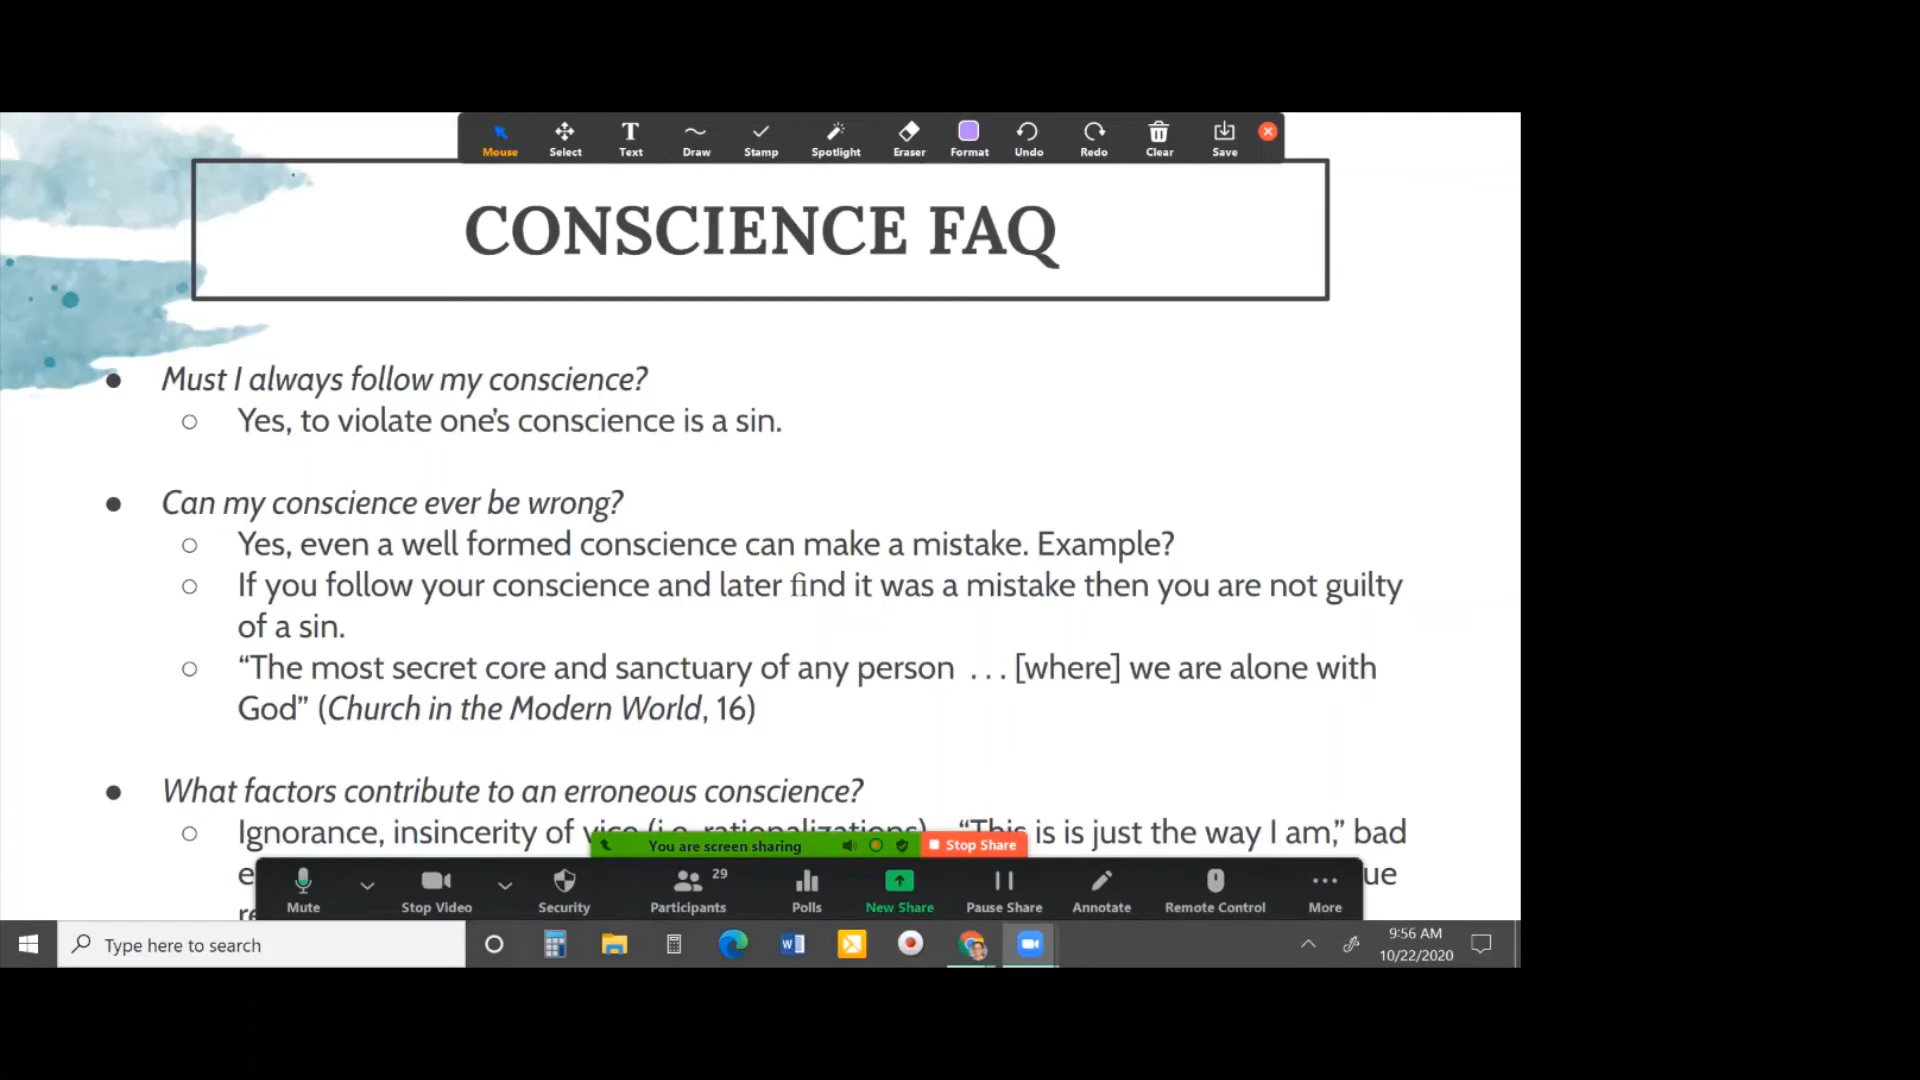 Mouse Select Text Draw Stamp Spotlight Eraser Format Undo Redo Clear Save
CONSCIENCE FAQ
Must I always follow my conscience?
Yes, to violate one's conscience is a sin.
Can my conscience ever be wrong?
Yes, even a well formed conscience can make a mistake. Example?
If you follow your conscience and later find it was a mistake then you are not guilty
of a sin.
“The most secret core and sanctuary of any person ... [where] we are alone with
God” (Church in the Modern World, 16)
What factors contribute to an erroneous conscience?
Ignorance, insincerity of vice (i.e. rationalizations) “This is is just the way I am,” bad
You are screen sharing Stop Share
29
Mute Stop Video Security Participants Polls New Share Pause Share Annotate Remote Control More
Type here to search
9:56 AM
10/22/2020